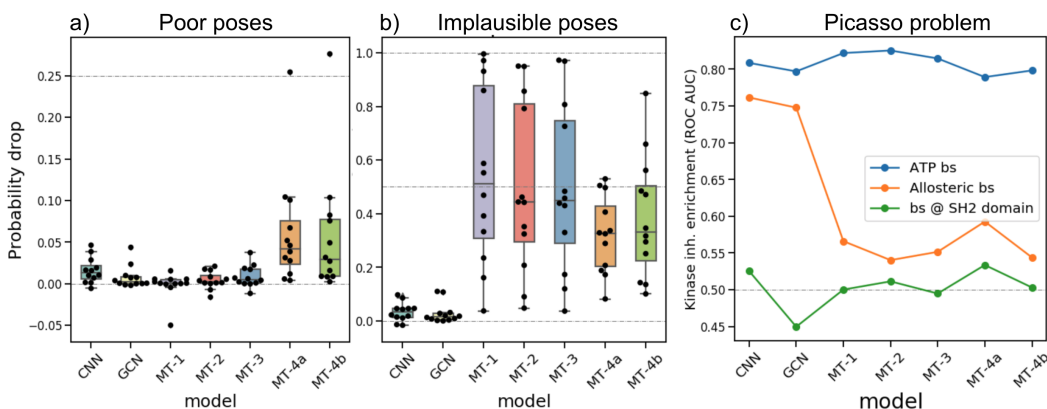 a) Poor poses
b) Implausible poses
c) Picasso problem
Probability drop
0.25
0.20
0.15
0.10
0.05
0.00
−0.05
CNN
GCN
MT-1
MT-2
MT-3
MT-4a
MT-4b
model
1.0
0.8
0.6
0.4
0.2
0.0
CNN
GCN
MT-1
MT-2
MT-3
MT-4a
MT-4b
model
Kinase inh. enrichment (ROC AUC)
0.80
0.75
0.70
0.65
0.60
0.55
0.50
0.45
ATP bs
Allosteric bs
bs @ SH2 domain
CNN
GCN
MT-1
MT-2
MT-3
MT-4a
MT-4b
model